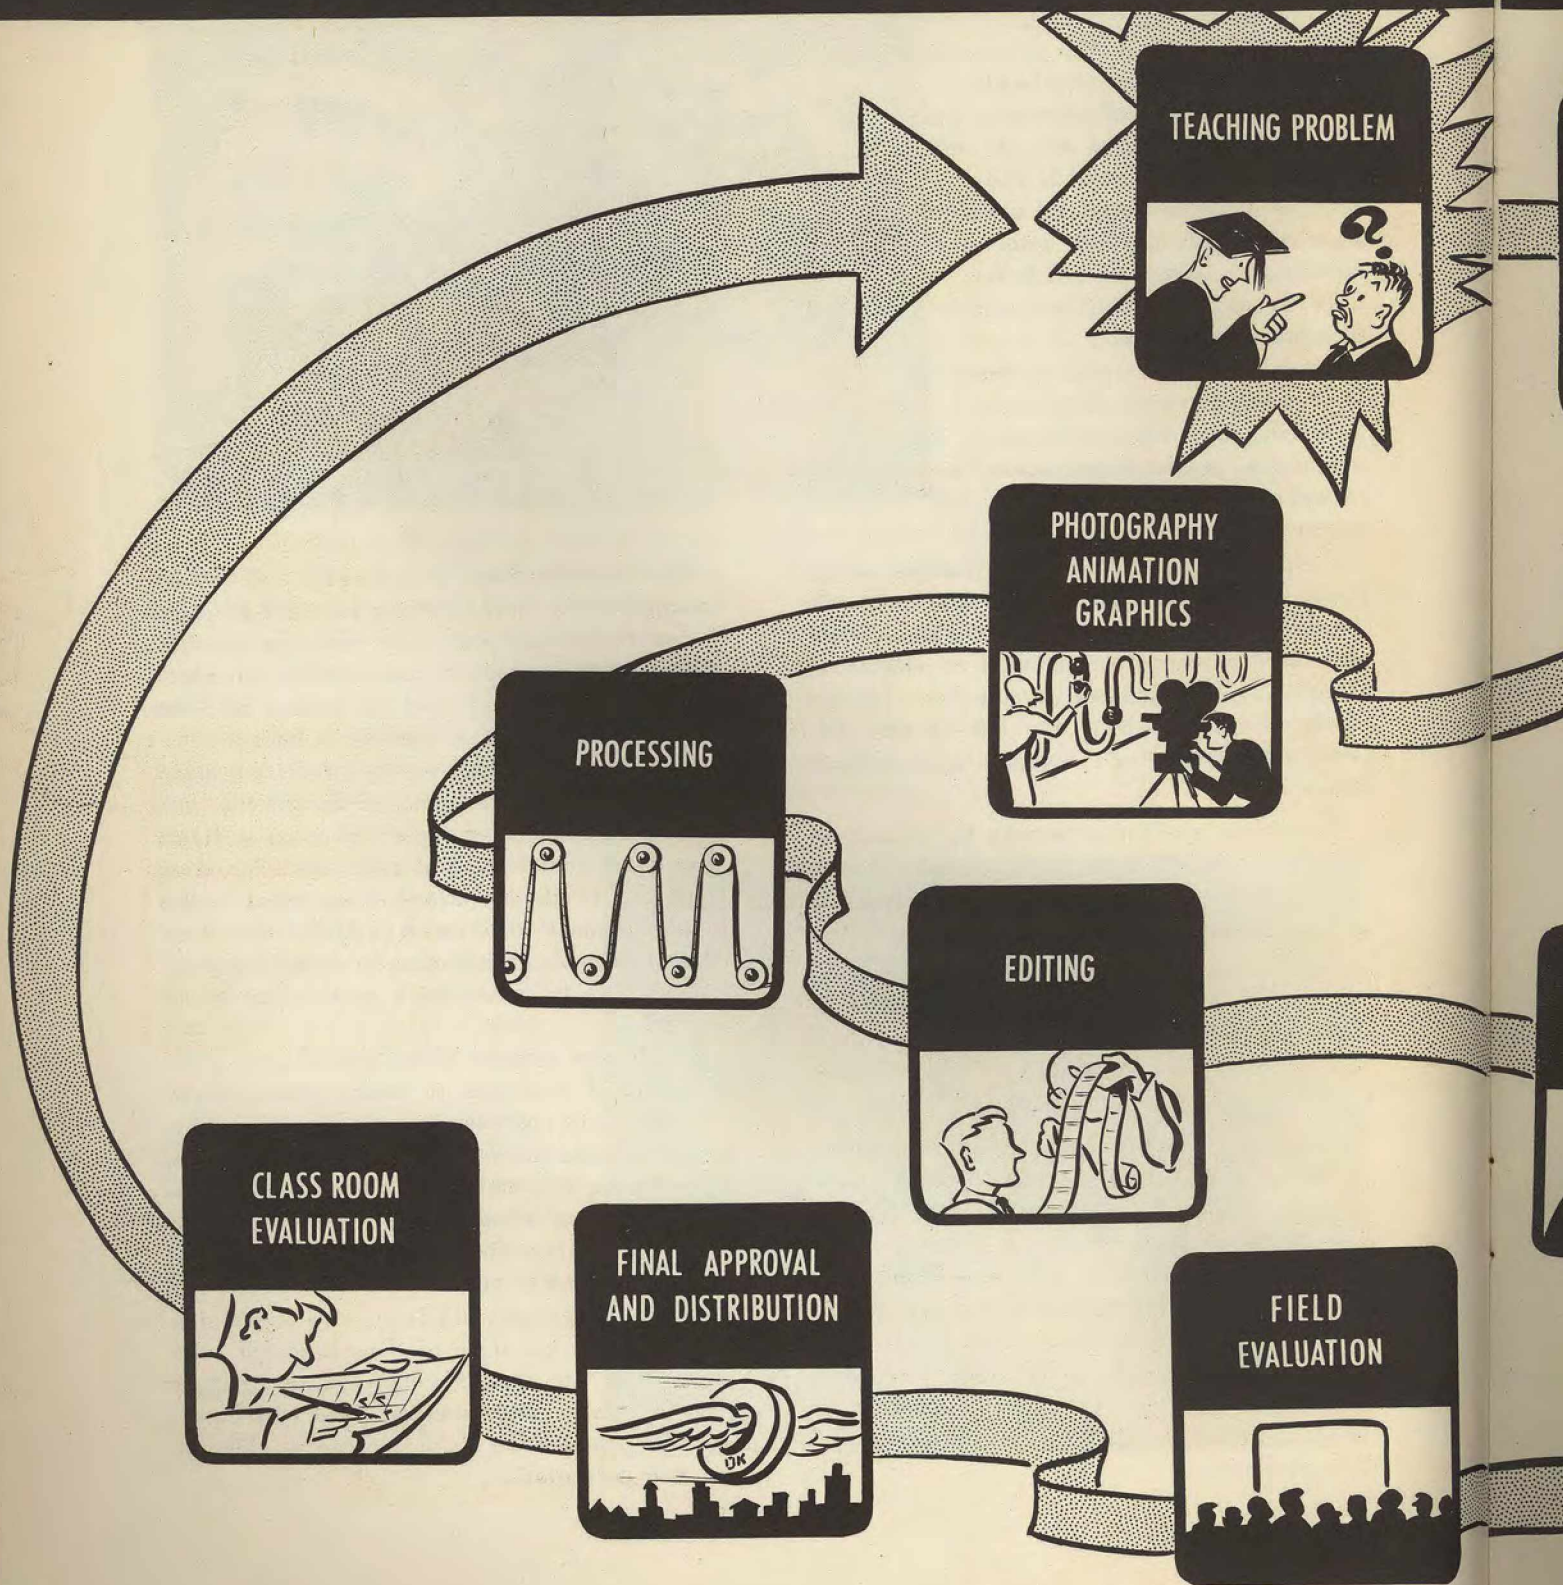 TEACHING PROBLEM
PHOTOGRAPHY
ANIMATION
GRAPHICS
PROCESSING
EDITING
CLASS ROOM
EVALUATION
FINAL APPROVAL
AND DISTRIBUTION
OK
FIELD
EVALUATION